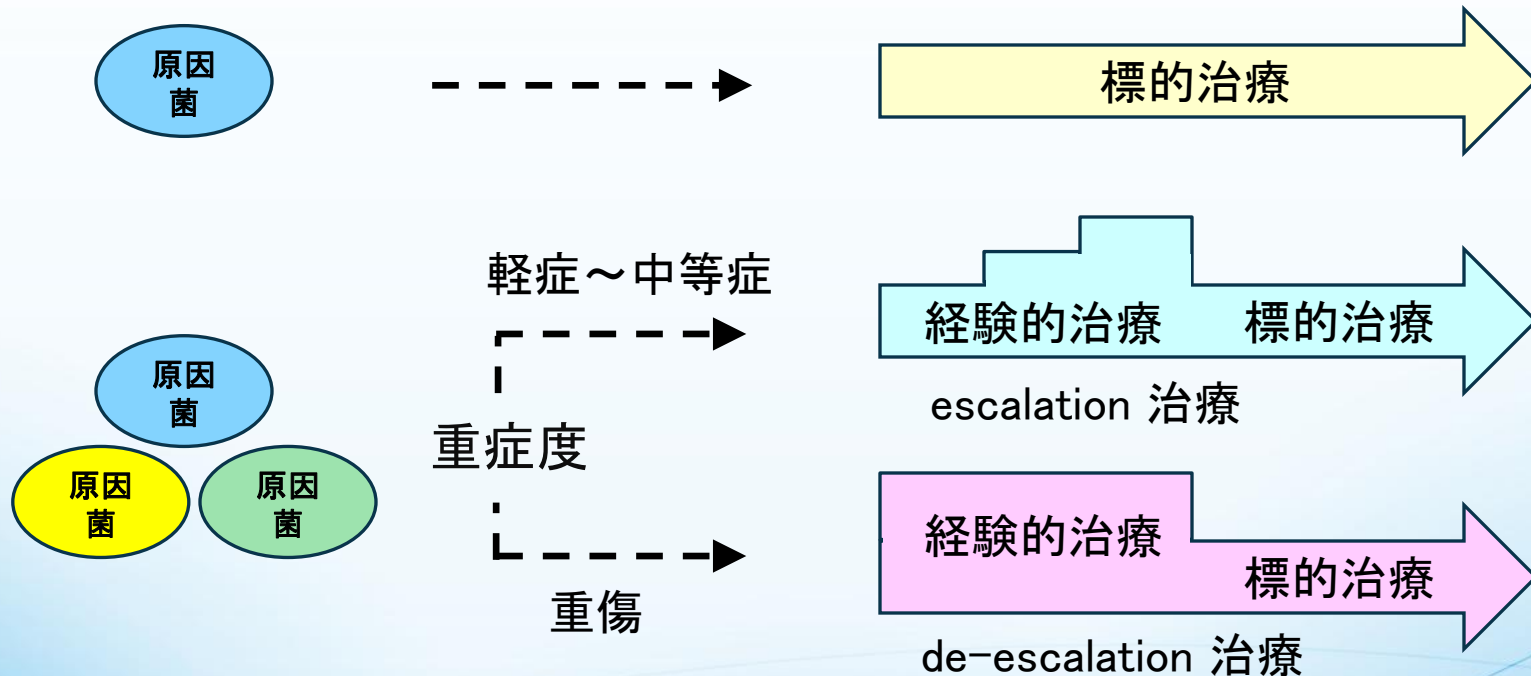 原因
菌
標的治療
軽症～中等症
経験的治療
標的治療
escalation 治療
原因
菌
重症度
原因
菌
原因
菌
経験的治療
標的治療
重傷
de-escalation 治療